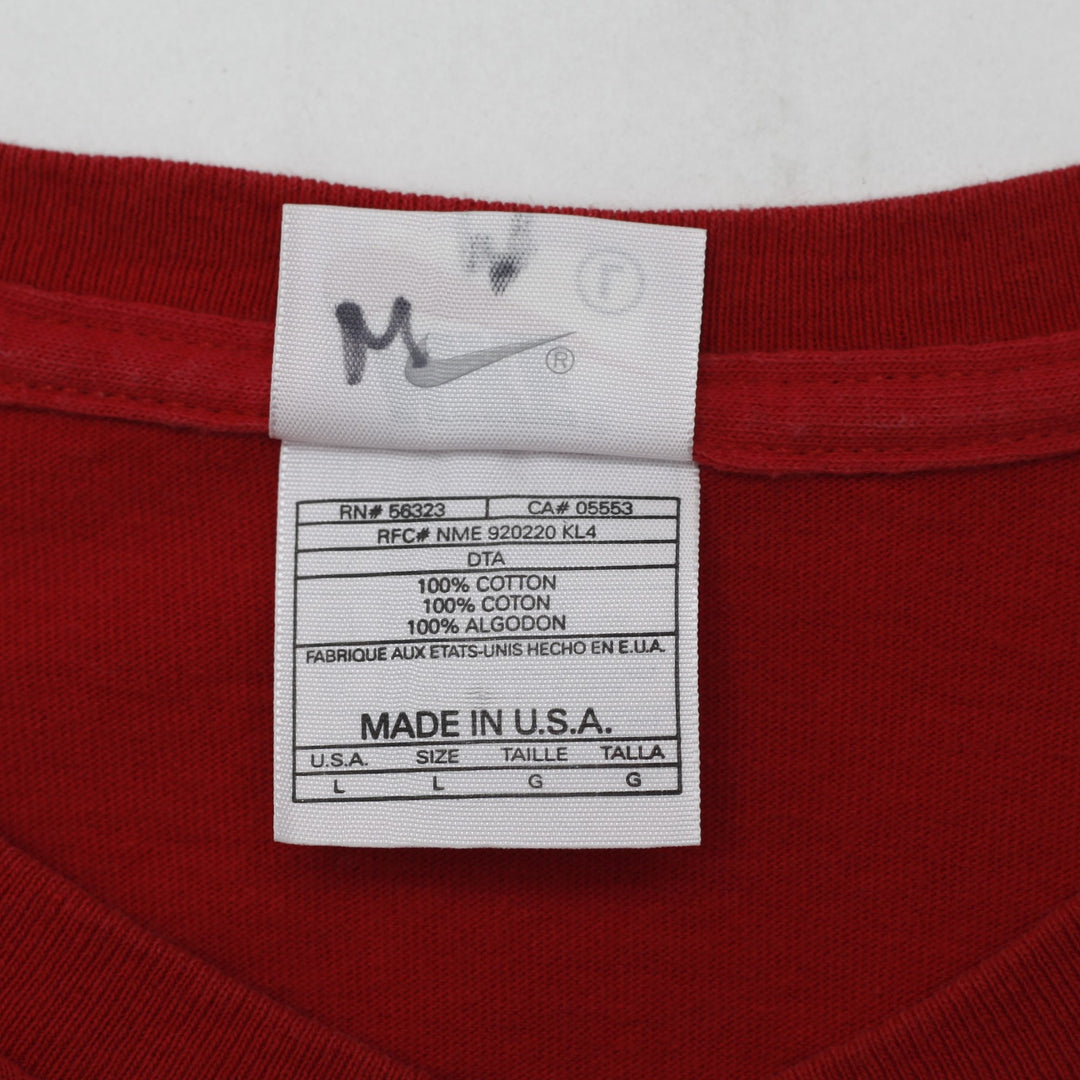 M
®
RN# 56323 CA# 05553
RFC# NME 920220 KL4
DTA
100% COTTON
100% COTON
100% ALGODON
FABRIQUE AUX ETATS-UNIS HECHO EN E.U.A.
MADE IN U.S.A.
U.S.A. SIZE TAILLE TALLA
L L G G